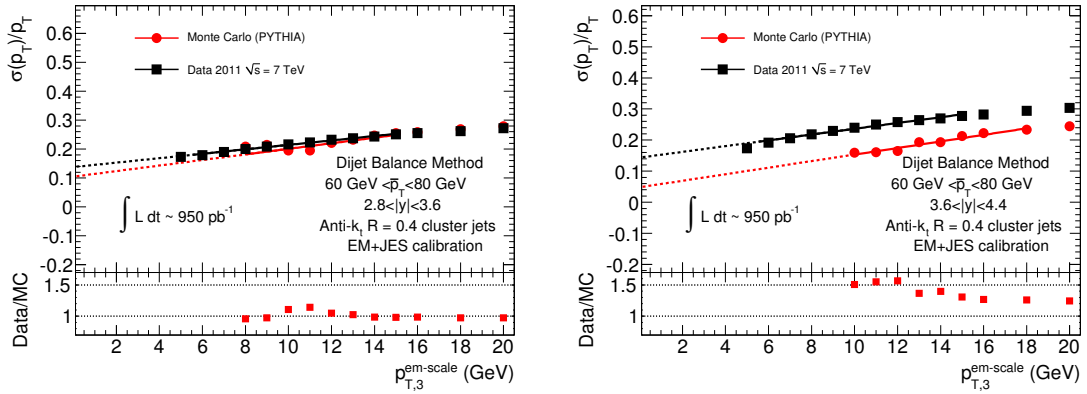 σ(p_T)/p_T
0.6
0.5
0.4
0.3
0.2
0.1
0
-0.1
-0.2
Monte Carlo (PYTHIA)
Data 2011 √s = 7 TeV
Dijet Balance Method
60 GeV <p̅_T<80 GeV
2.8<|y|<3.6
Anti-k_t R = 0.4 cluster jets
EM+JES calibration
∫ L dt ~ 950 pb⁻¹
Data/MC
1.5
1
2 4 6 8 10 12 14 16 18 20
p_{T,3}^{em-scale} (GeV)
σ(p_T)/p_T
0.6
0.5
0.4
0.3
0.2
0.1
0
-0.1
-0.2
Monte Carlo (PYTHIA)
Data 2011 √s = 7 TeV
Dijet Balance Method
60 GeV <p̅_T<80 GeV
3.6<|y|<4.4
Anti-k_t R = 0.4 cluster jets
EM+JES calibration
∫ L dt ~ 950 pb⁻¹
Data/MC
1.5
1
2 4 6 8 10 12 14 16 18 20
p_{T,3}^{em-scale} (GeV)